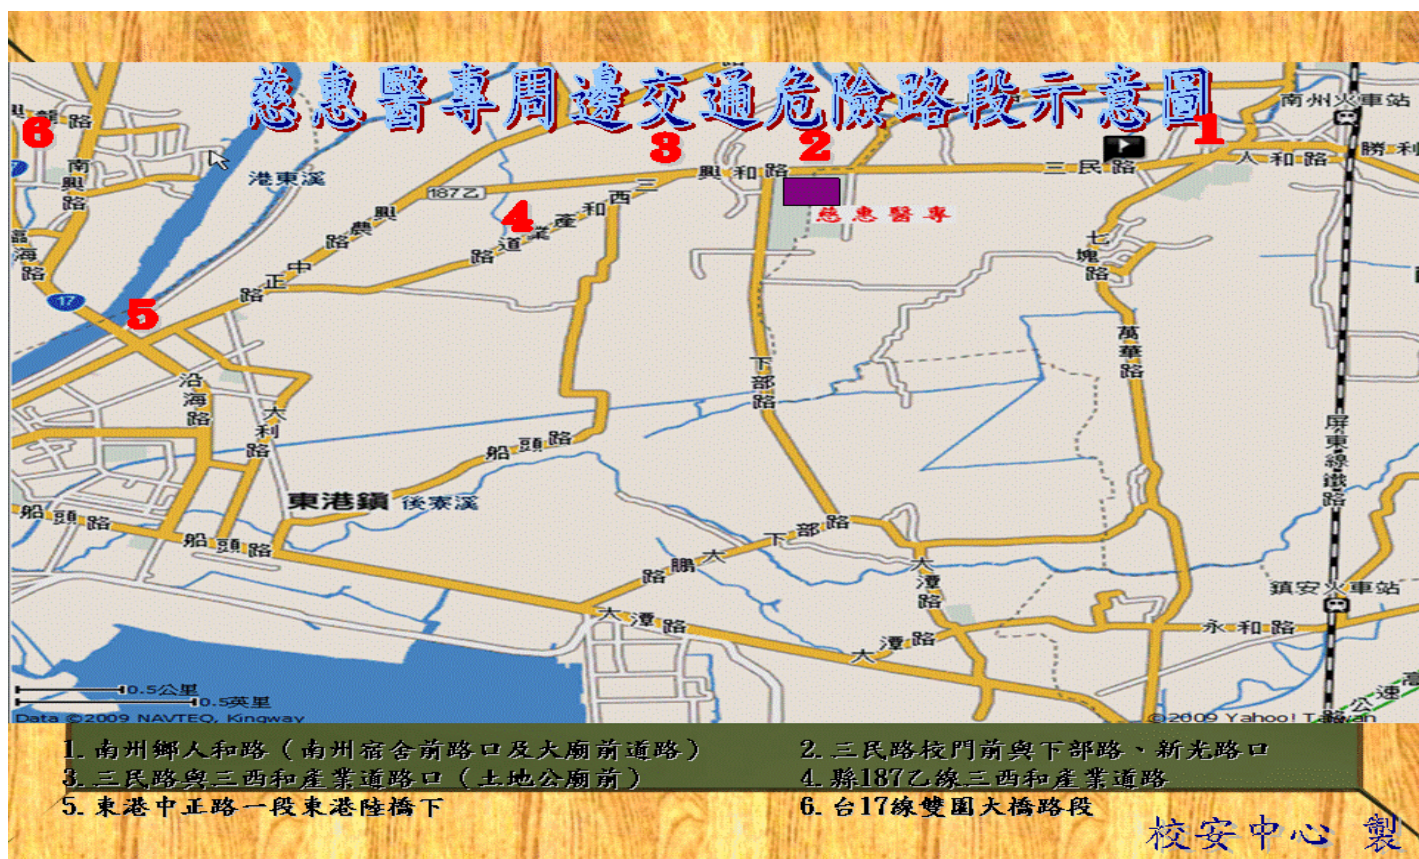 慈惠醫專周邊交通危險路段示意圖
南州火車站
6
3
2
1
興龍路
南興路
港東溪
187乙
興農路
三西和產業道路
興和路
三民路
人和路
勝利
慈惠醫專
4
七塊路
臨海路
17
中正路
5
萬華路
下部路
沿海路
大利路
船頭路
屏東線鐵路
東港鎮
後寮溪
船頭路
船頭路
下部路
大鵬路
大潭路
鎮安火車站
大潭路
大潭路
永和路
0.5公里
0.5英里
高速公路
Data ©2009 NAVTEQ, Kingway
©2009 Yahoo! Taiwan
1.南州鄉人和路（南州宿舍前路口及大廟前道路）
2.三民路校門前與下部路、新光路口
3.三民路與三西和產業道路口（土地公廟前）
4.縣187乙線三西和產業道路
5.東港中正路一段東港陸橋下
6.台17線雙園大橋路段
校安中心 製